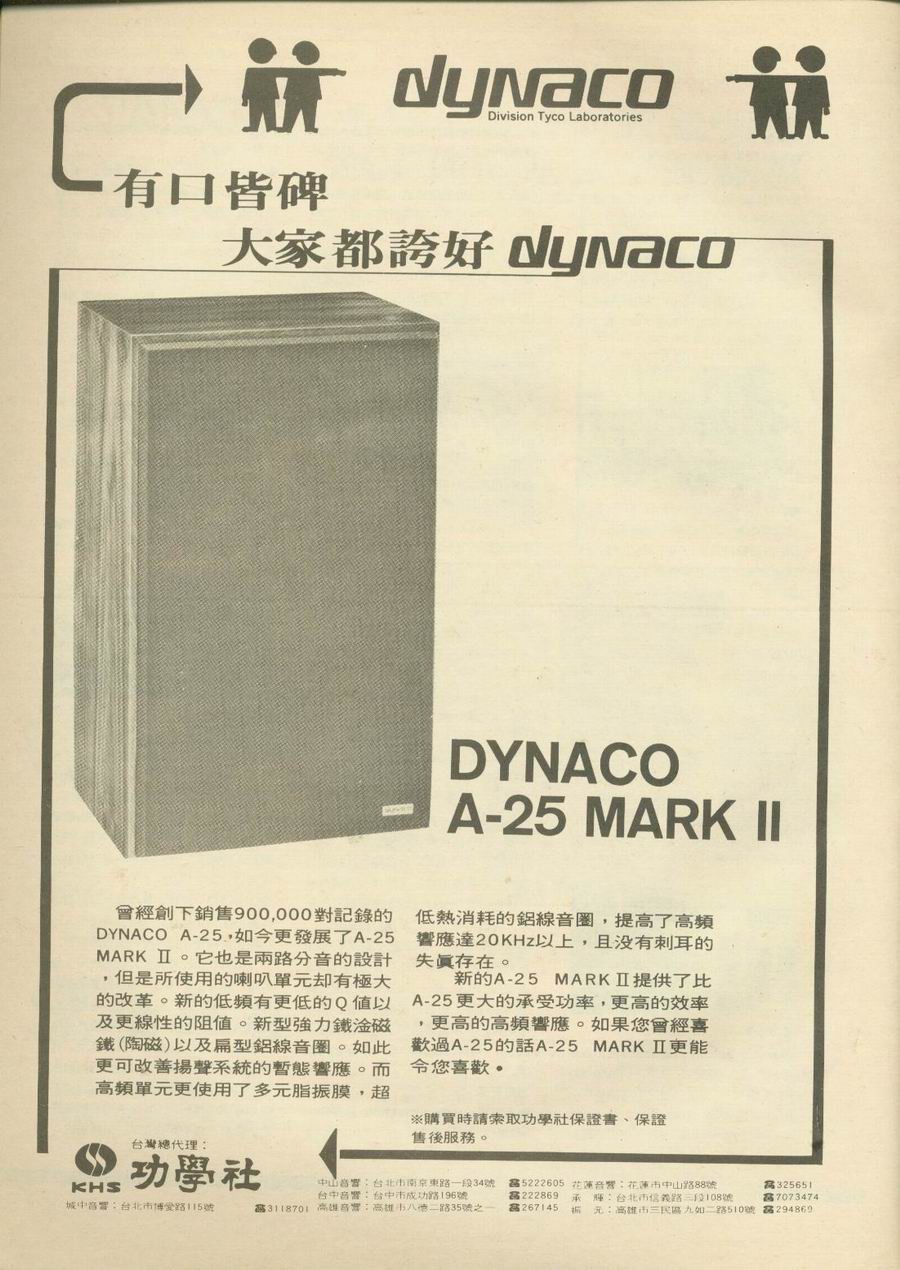 dynaco
Division Tyco Laboratories
有口皆碑
大家都誇好 dynaco
DYNACO
A-25 MARK II
曾經創下銷售900,000對記錄的
DYNACO A-25,如今更發展了A-25
MARK Ⅱ。它也是兩路分音的設計
，但是所使用的喇叭單元却有極大
的改革。新的低頻有更低的Q值以
及更線性的阻值。新型強力鐵淦磁
鐵(陶磁)以及扁型鋁線音圈。如此
更可改善揚聲系統的暫態響應。而
高頻單元更使用了多元脂振膜，超
低熱消耗的鋁線音圈，提高了高頻
響應達20KHz以上，且没有刺耳的
失眞存在。
新的A-25 MARKⅡ提供了比
A-25更大的承受功率，更高的效率
，更高的高頻響應。如果您曾經喜
歡過A-25的話A-25 MARKⅡ更能
令您喜歡•
※購買時請索取功學社保證書、保證
售後服務。
台灣總代理：
KHS 功學社
城中音響：台北市博愛路115號 ☎3118701
中山音響：台北市南京東路一段34號 ☎5222605
台中音響：台中市成功路196號 ☎222869
高雄音響：高雄市八德二路35號之一 ☎267145
花蓮音響：花蓮市中山路88號 ☎325651
承 輝：台北市信義路三段108號 ☎7073474
振 元：高雄市三民區九如二路510號 ☎294869